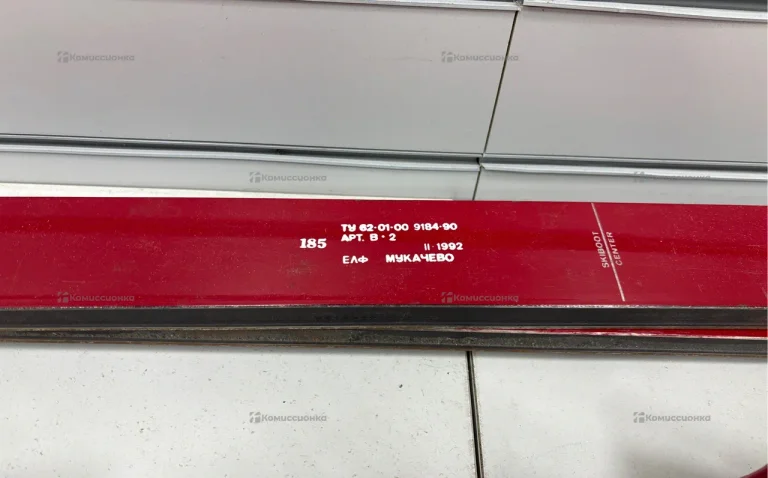 Комиссионка
Комиссионка
Комиссионка
Комиссионка
185
ТУ 62-01-00 9184-90
АРТ. В·2
II·1992
ЕЛФ МУКАЧЕВО
SKIBOOT
CENTER
Комиссионка
Комиссионка
Комиссионка
Комиссионка